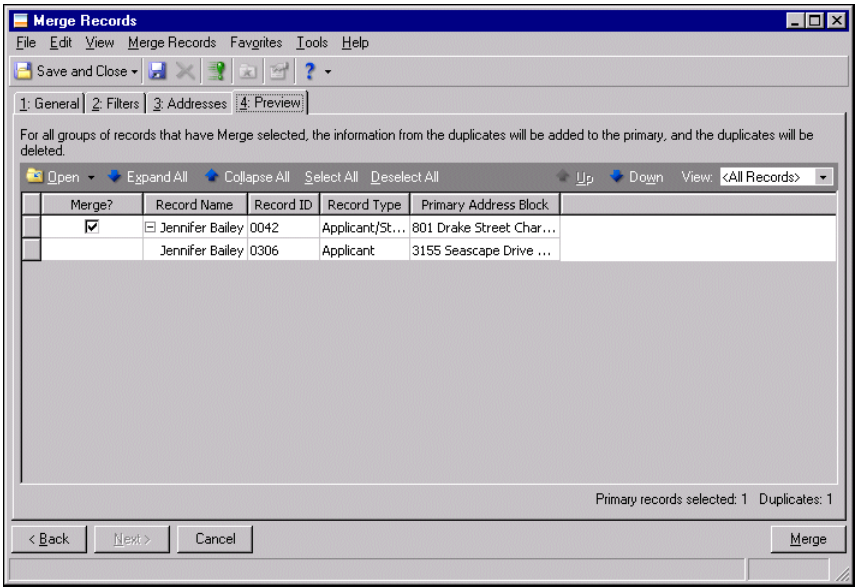 Merge Records
File Edit View Merge Records Favorites Tools Help
Save and Close ?
1: General 2: Filters 3: Addresses 4: Preview
For all groups of records that have Merge selected, the information from the duplicates will be added to the primary, and the duplicates will be
deleted.
Open Expand All Collapse All Select All Deselect All Up Down View: <All Records>
Merge? Record Name Record ID Record Type Primary Address Block
Jennifer Bailey 0042 Applicant/St... 801 Drake Street Char...
Jennifer Bailey 0306 Applicant 3155 Seascape Drive ...
Primary records selected: 1 Duplicates: 1
< Back Next > Cancel Merge